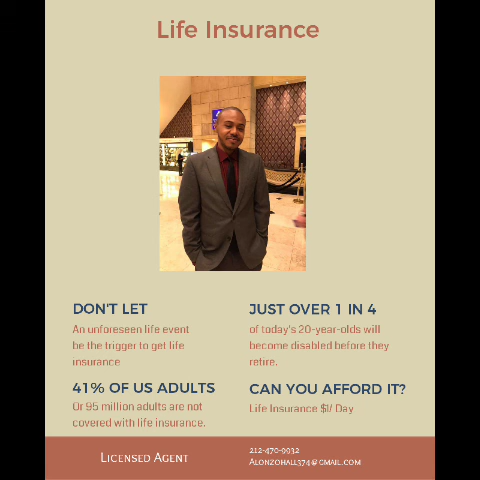 Life Insurance
DON'T LET
An unforeseen life event
be the trigger to get life
insurance
41% OF US ADULTS
Or 95 million adults are not
covered with life insurance.
JUST OVER 1 IN 4
of today's 20-year-olds will
become disabled before they
retire.
CAN YOU AFFORD IT?
Life Insurance $1/ Day
Licensed Agent
212-470-9932
Alonzohall374@gmail.com